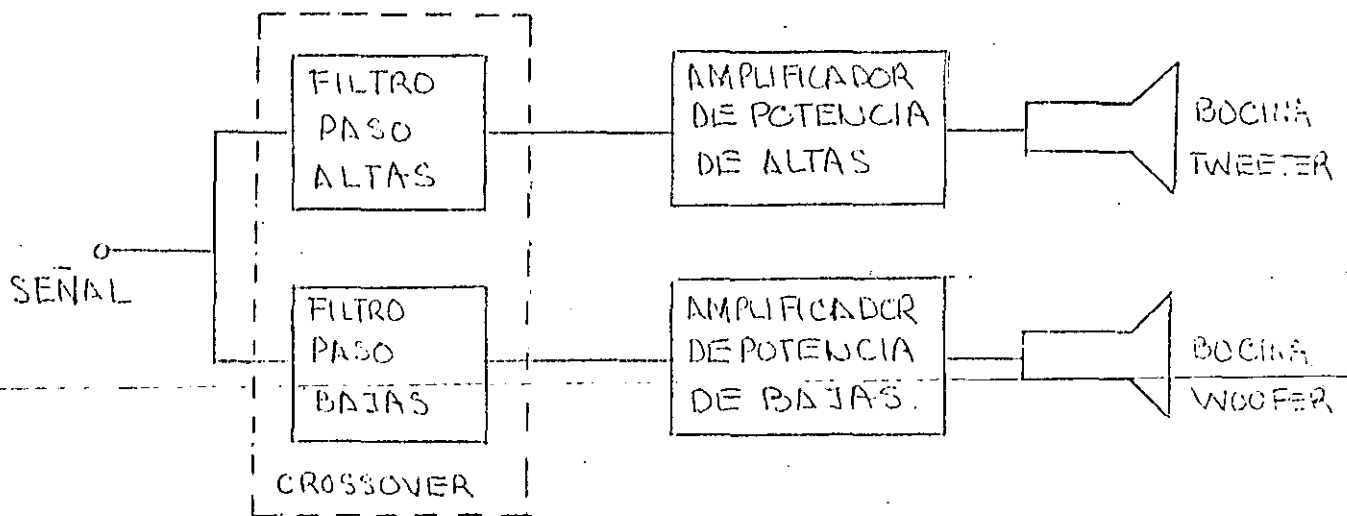 FILTRO
PASO
ALTAS
AMPLIFICADOR
DE POTENCIA
DE ALTAS
BOCINA
TWEETER
SEÑAL
FILTRO
PASO
BAJAS
AMPLIFICADOR
DE POTENCIA
DE BAJAS.
BOCINA
WOOFER
CROSSOVER